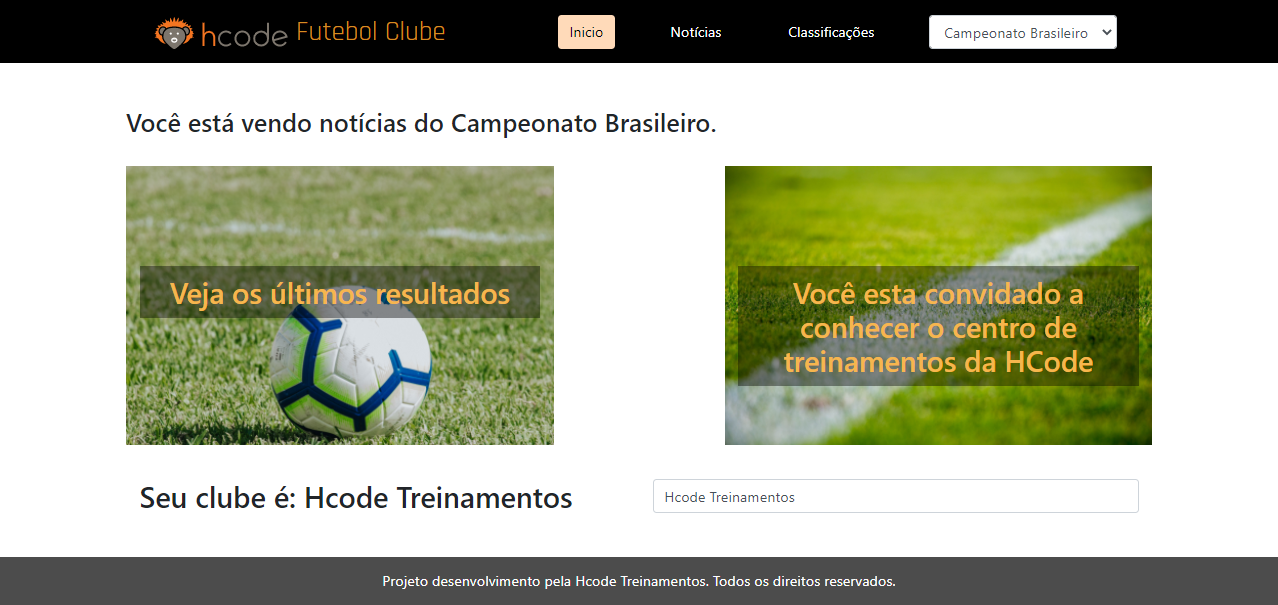 hcode Futebol Clube
Inicio
Notícias
Classificações
Campeonato Brasileiro
Você está vendo notícias do Campeonato Brasileiro.
Veja os últimos resultados
Você esta convidado a
conhecer o centro de
treinamentos da HCode
Seu clube é: Hcode Treinamentos
Hcode Treinamentos
Projeto desenvolvimento pela Hcode Treinamentos. Todos os direitos reservados.